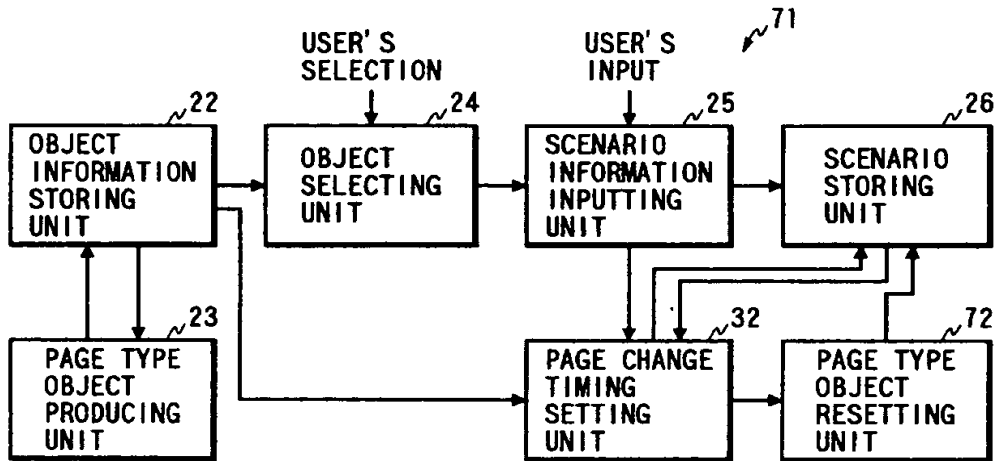 71
USER'S
SELECTION
USER'S
INPUT
22
OBJECT
INFORMATION
STORING
UNIT
24
OBJECT
SELECTING
UNIT
25
SCENARIO
INFORMATION
INPUTTING
UNIT
26
SCENARIO
STORING
UNIT
23
PAGE TYPE
OBJECT
PRODUCING
UNIT
32
PAGE CHANGE
TIMING
SETTING
UNIT
72
PAGE TYPE
OBJECT
RESETTING
UNIT